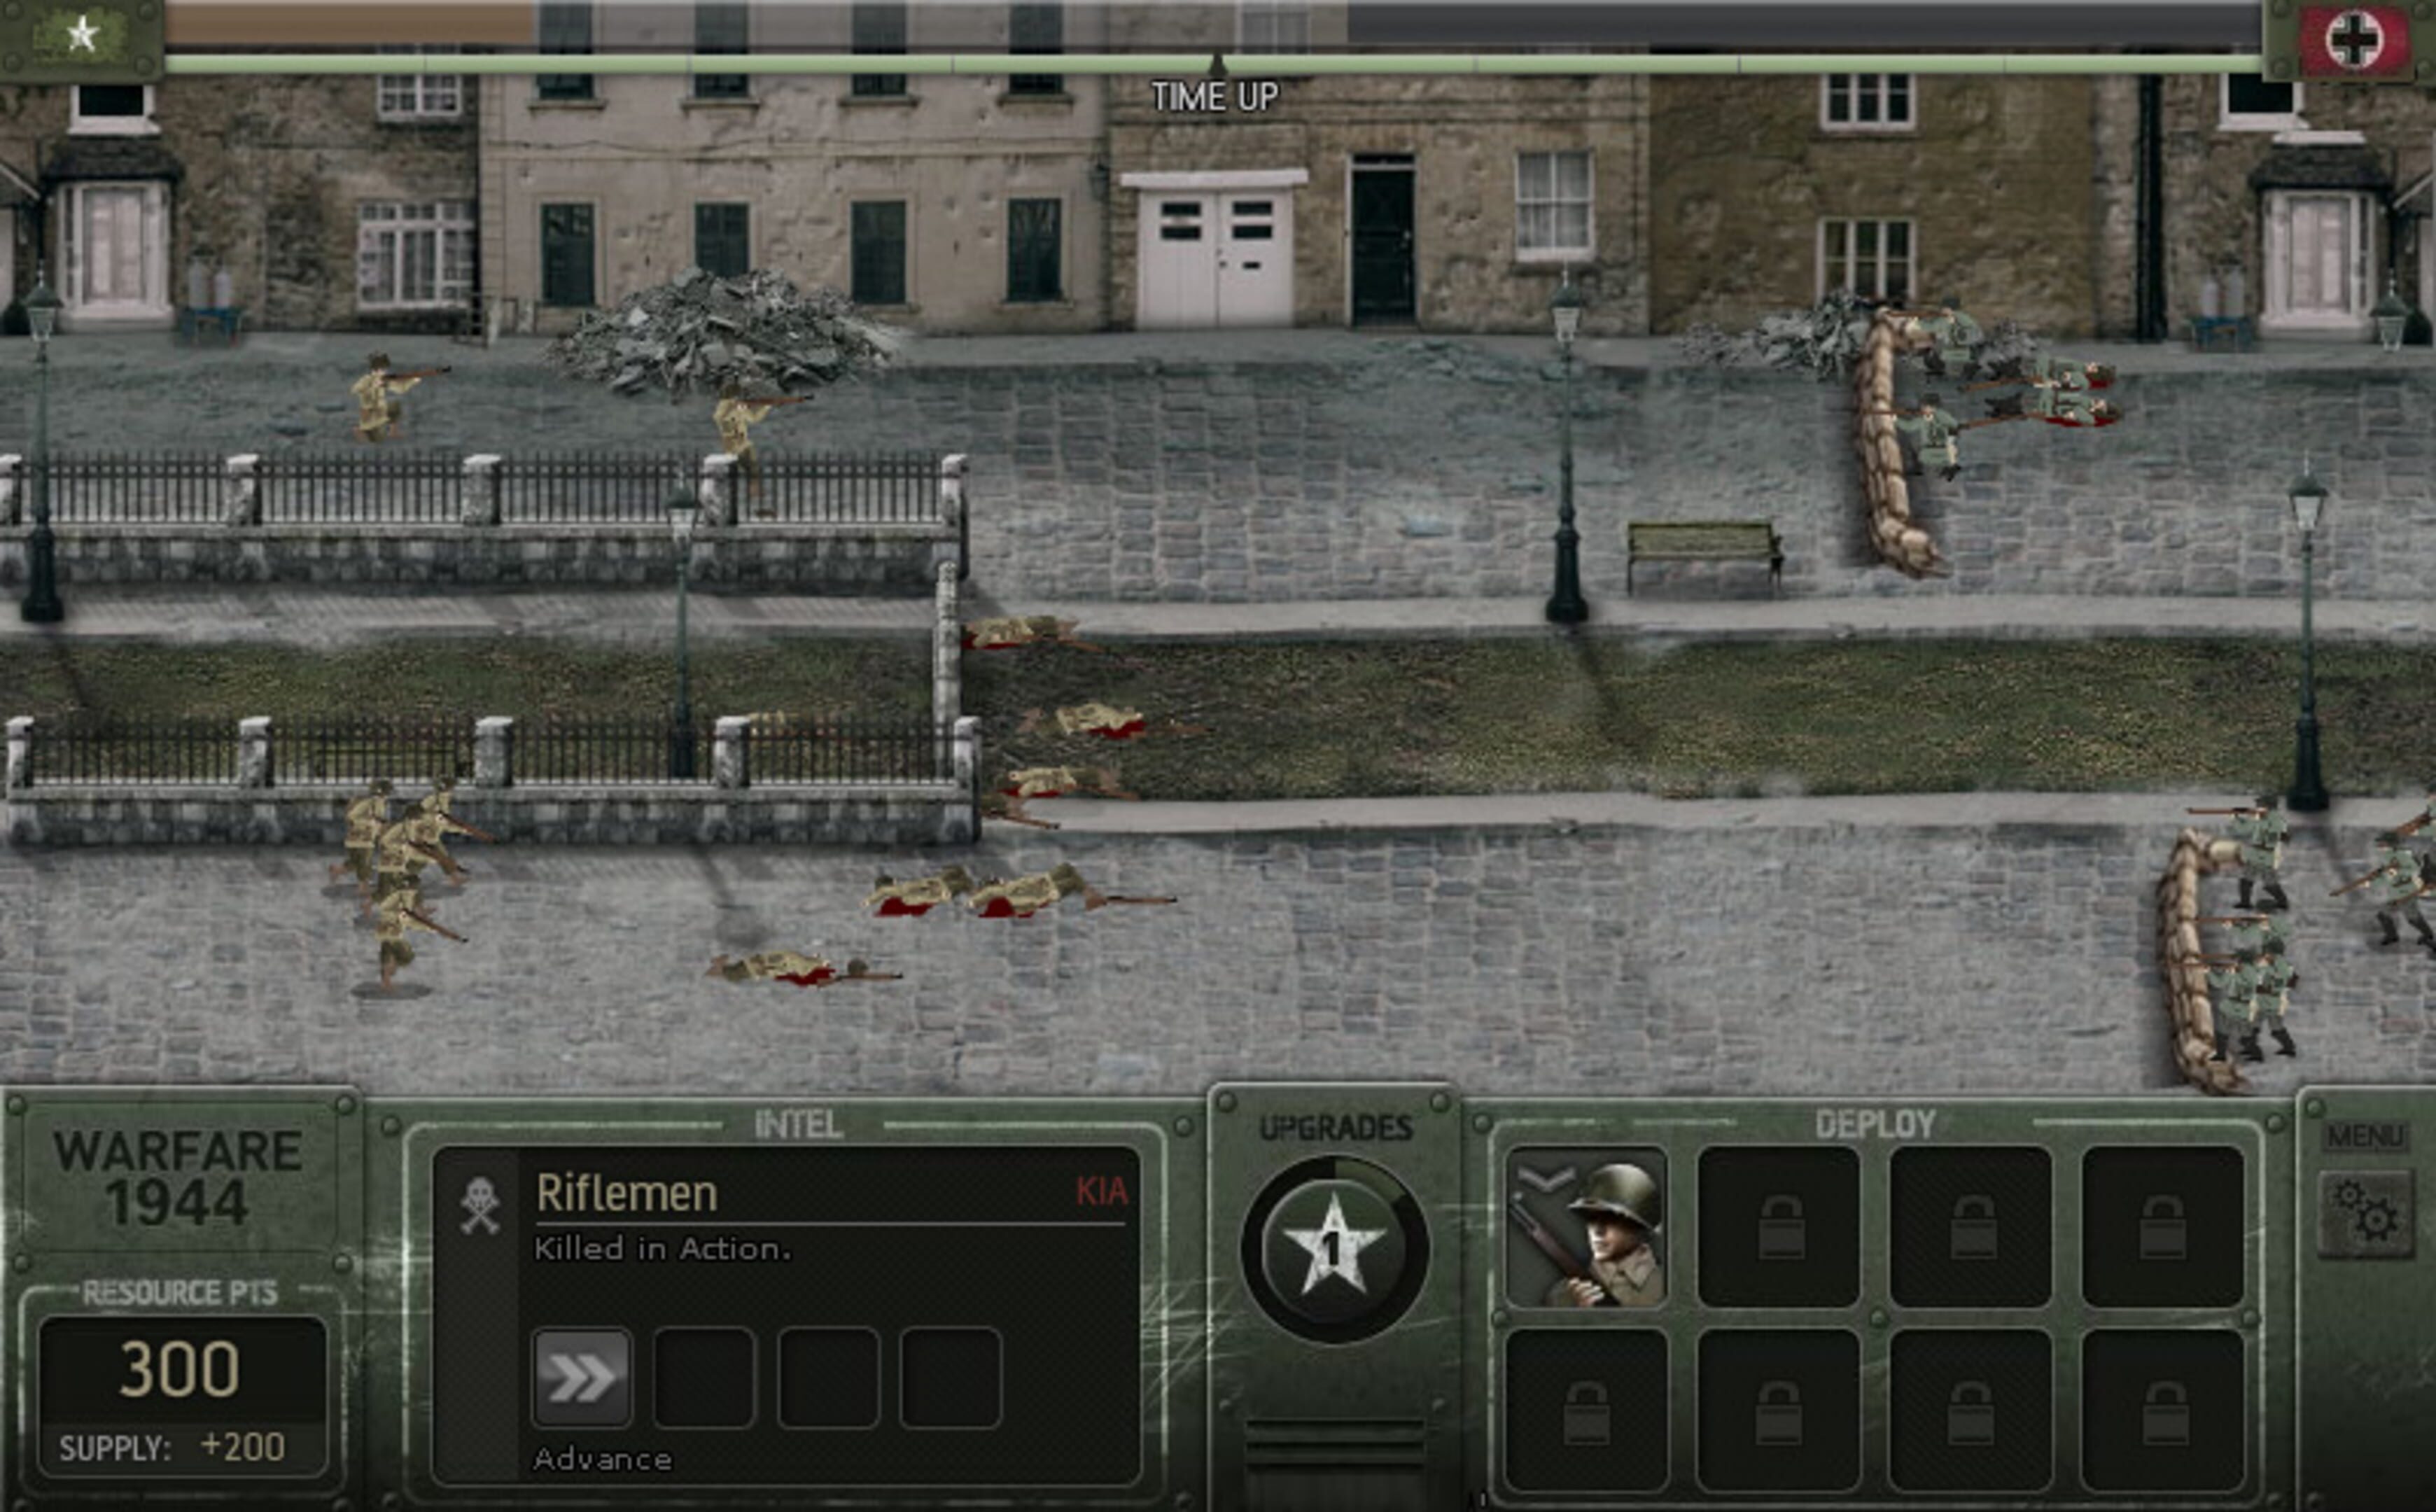 TIME UP
WARFARE
1944
RESOURCE PTS
300
SUPPLY: +200
INTEL
Riflemen
KIA
Killed in Action.
Advance
UPGRADES
1
DEPLOY
MENU